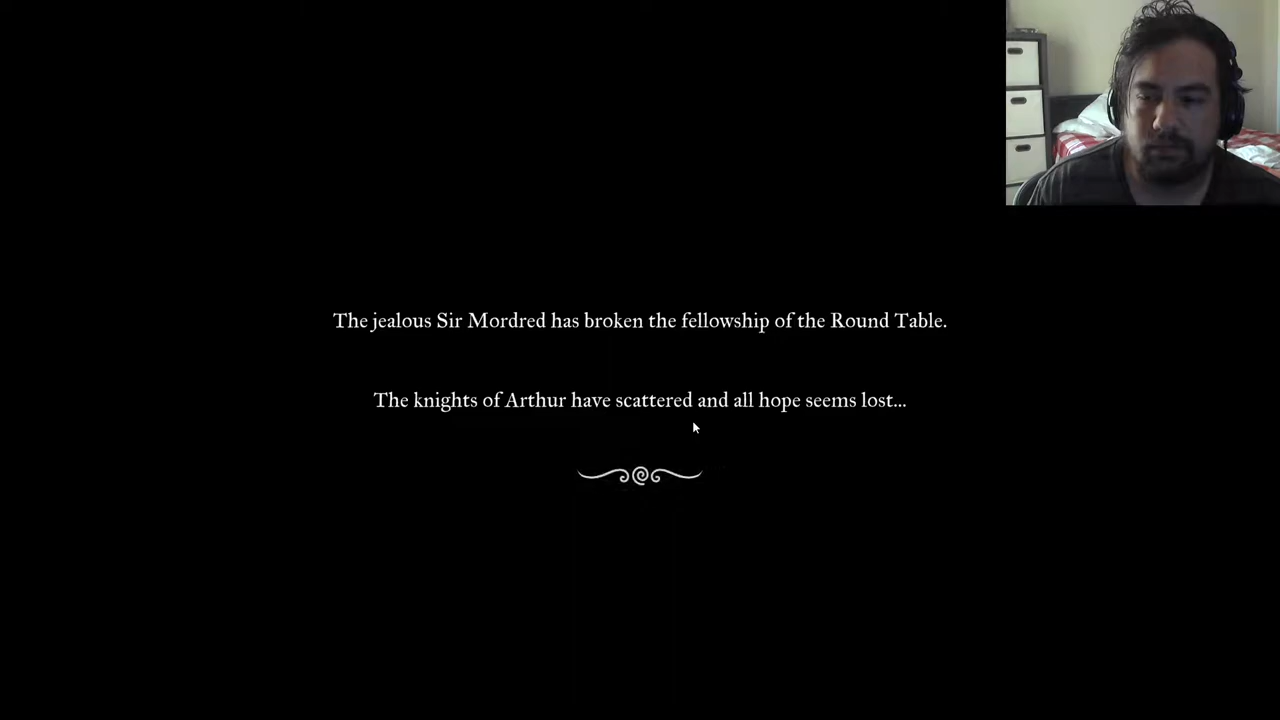 The jealous Sir Mordred has broken the fellowship of the Round Table.
The knights of Arthur have scattered and all hope seems lost...